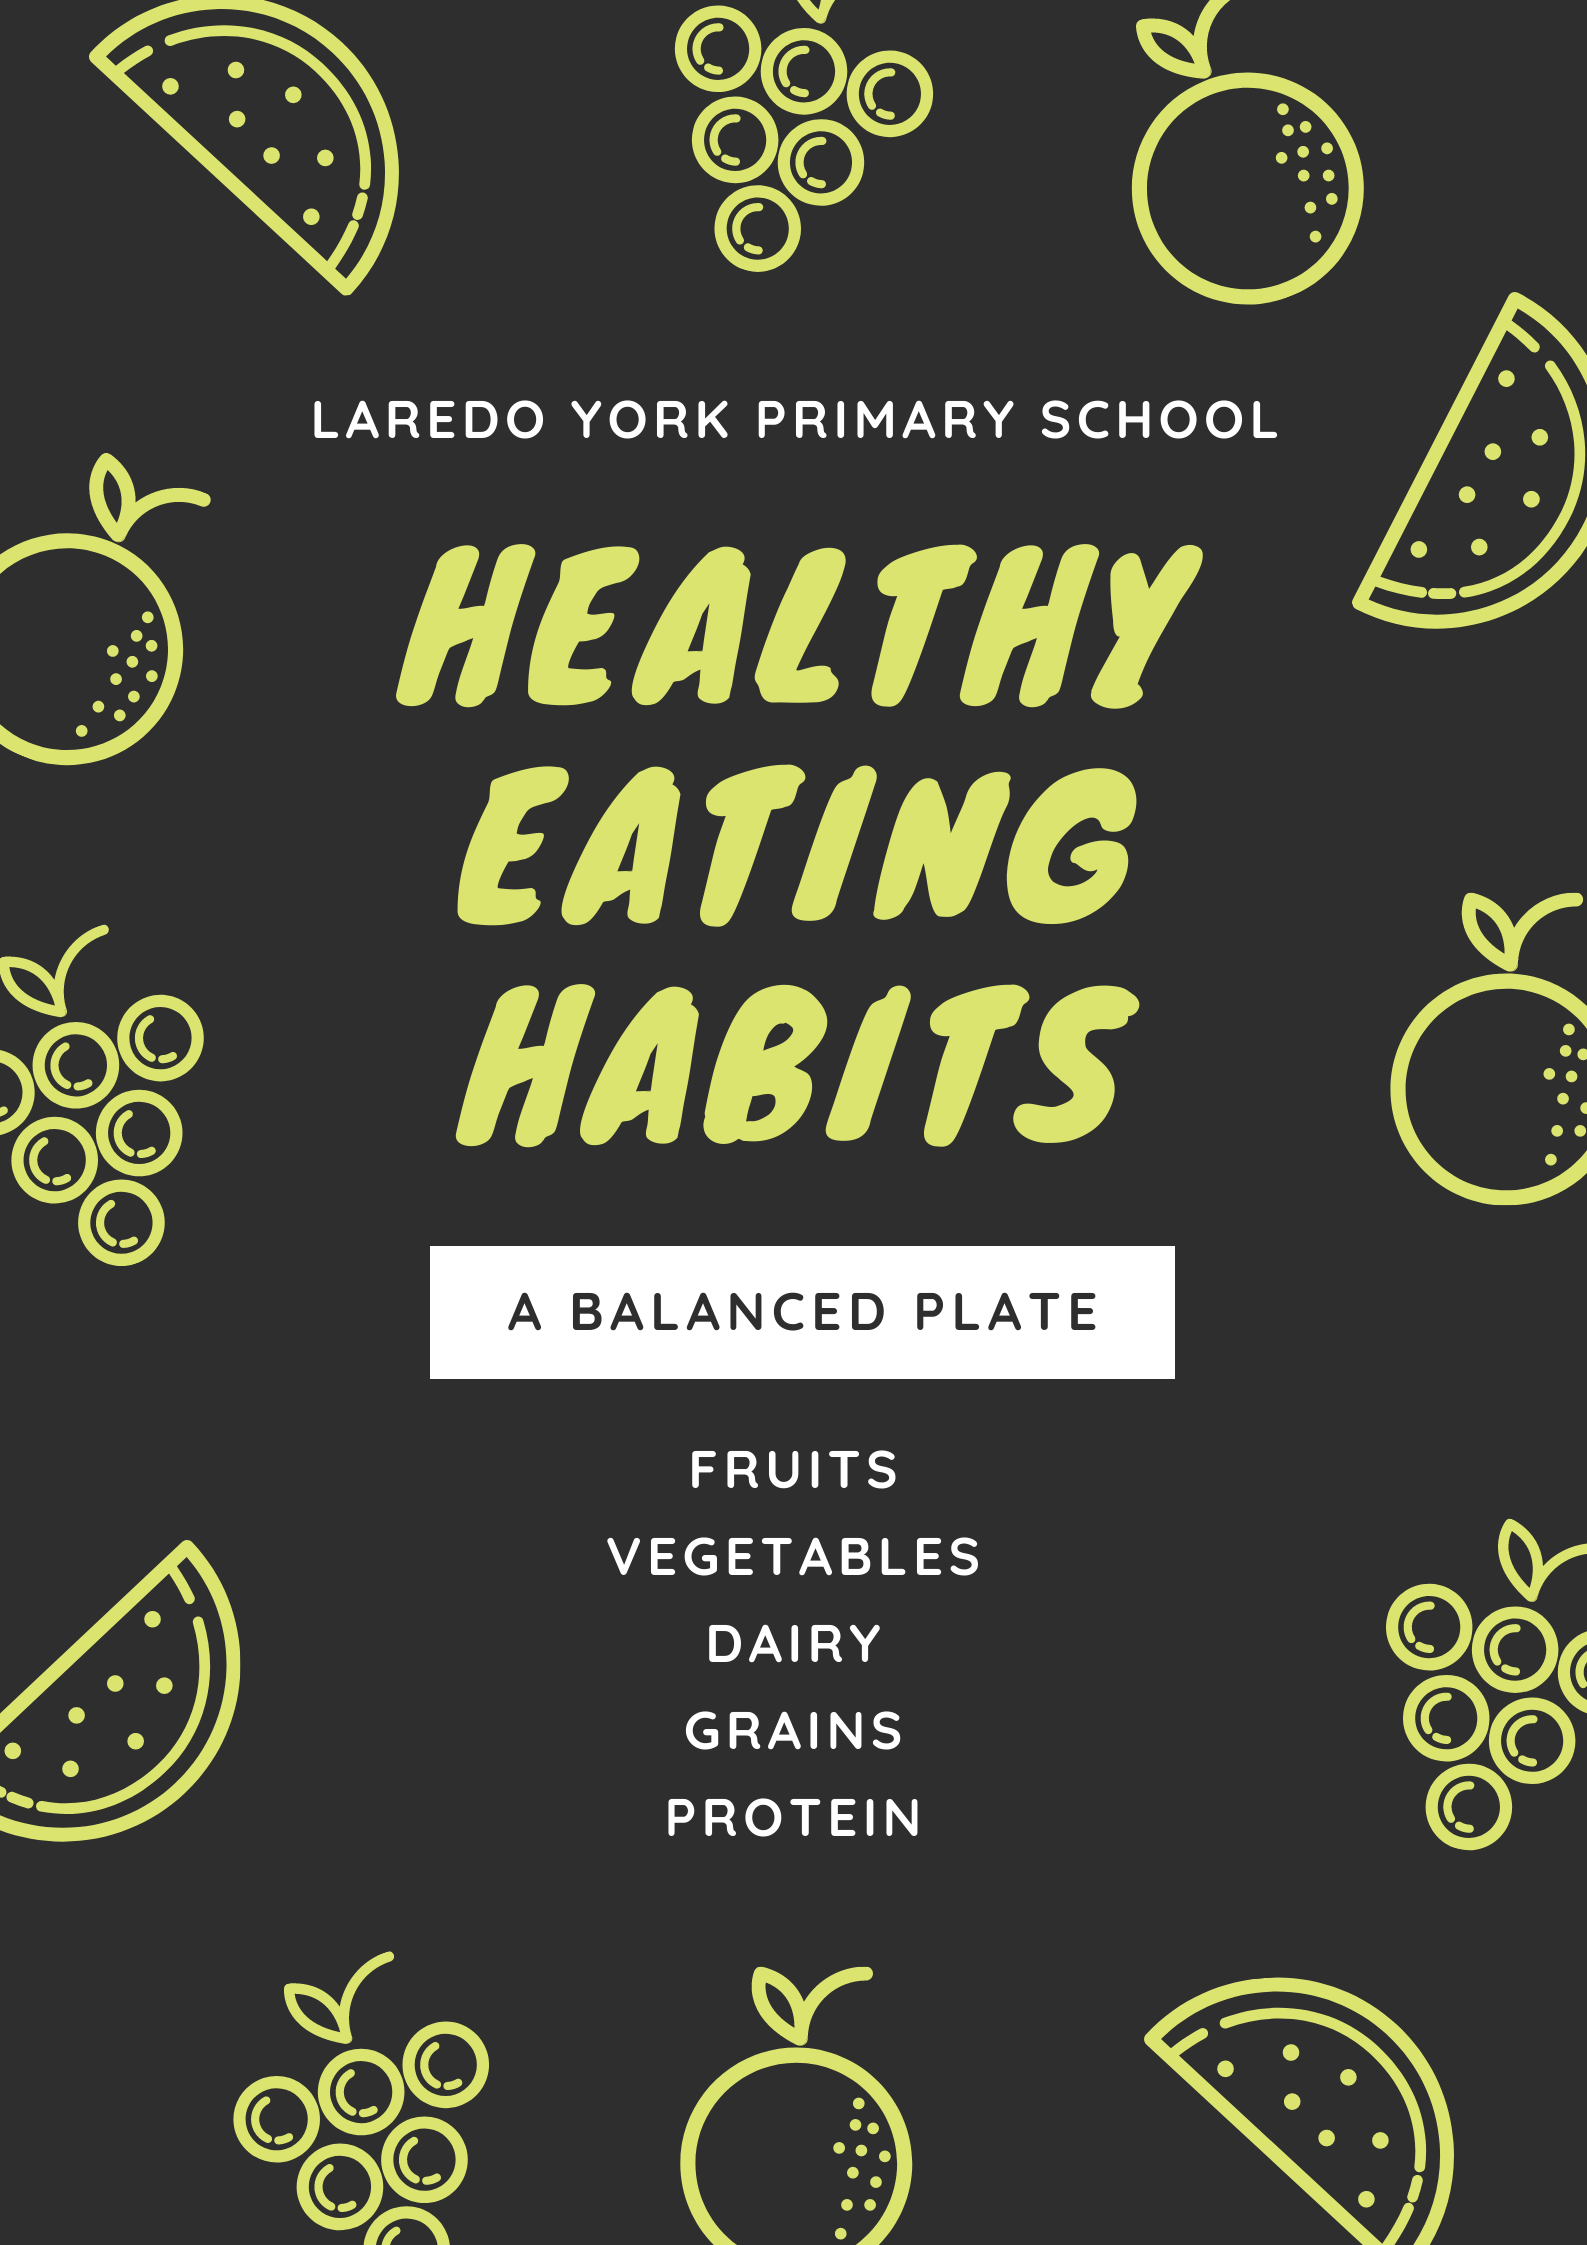 LAREDO YORK PRIMARY SCHOOL
HEALTHY
EATING
HABITS
A BALANCED PLATE
FRUITS
VEGETABLES
DAIRY
GRAINS
PROTEIN